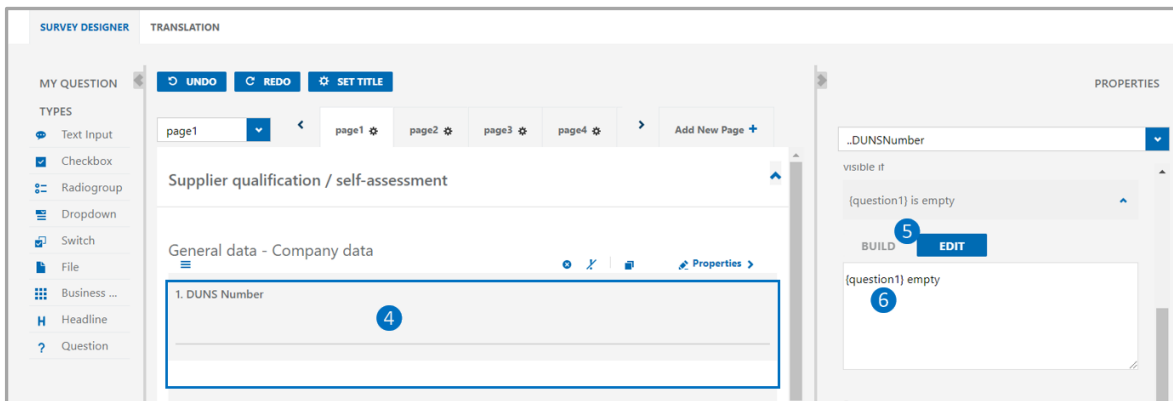 SURVEY DESIGNER TRANSLATION
MY QUESTION
TYPES
Text Input
Checkbox
Radiogroup
Dropdown
Switch
File
Business ...
Headline
Question
UNDO REDO SET TITLE
page1
page1 page2 page3 page4 Add New Page +
Supplier qualification / self-assessment
General data - Company data
Properties
1. DUNS Number
4
PROPERTIES
..DUNSNumber
visible if
{question1} is empty
5
BUILD EDIT
{question1} empty
6